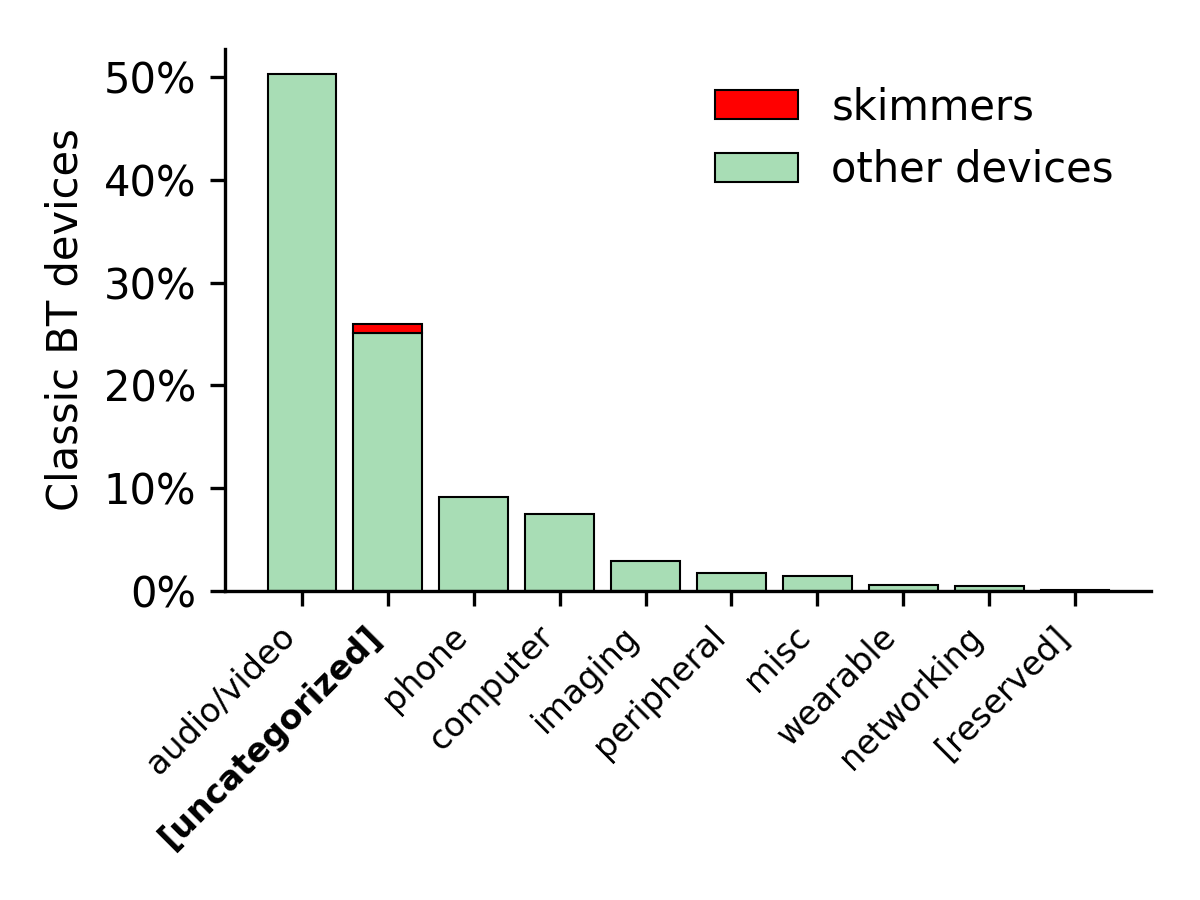 Classic BT devices
50%
40%
30%
20%
10%
0%
skimmers
other devices
audio/video
[uncategorized]
phone
computer
imaging
peripheral
misc
wearable
networking
[reserved]